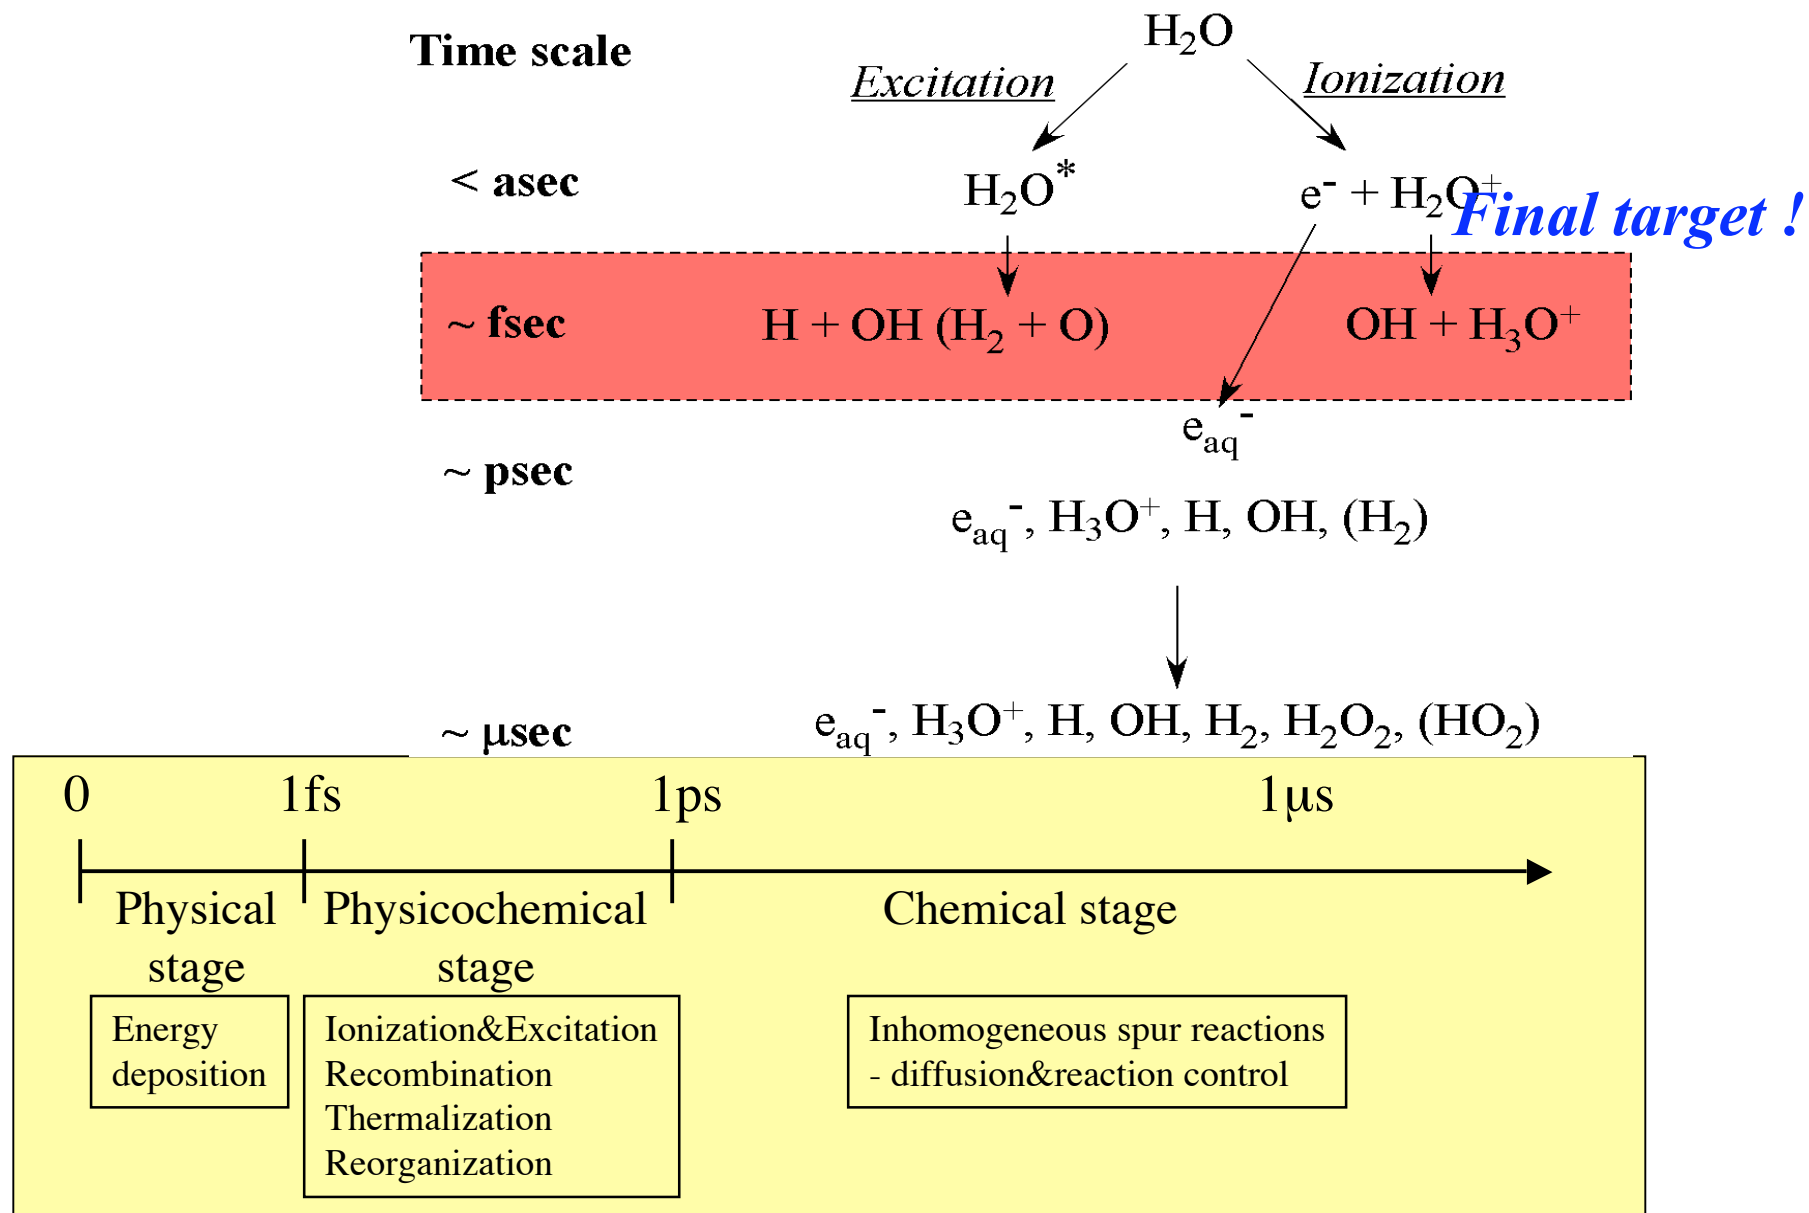 Time scale
H₂O
Excitation
Ionization
< asec
H₂O*
e⁻ + H₂O⁺
Final target !
~ fsec
H + OH (H₂ + O)
OH + H₃O⁺
eaq⁻
~ psec
eaq⁻, H₃O⁺, H, OH, (H₂)
~ μsec
eaq⁻, H₃O⁺, H, OH, H₂, H₂O₂, (HO₂)
0
1fs
1ps
1μs
Physical
stage
Physicochemical
stage
Chemical stage
Energy
deposition
Ionization&Excitation
Recombination
Thermalization
Reorganization
Inhomogeneous spur reactions
- diffusion&reaction control